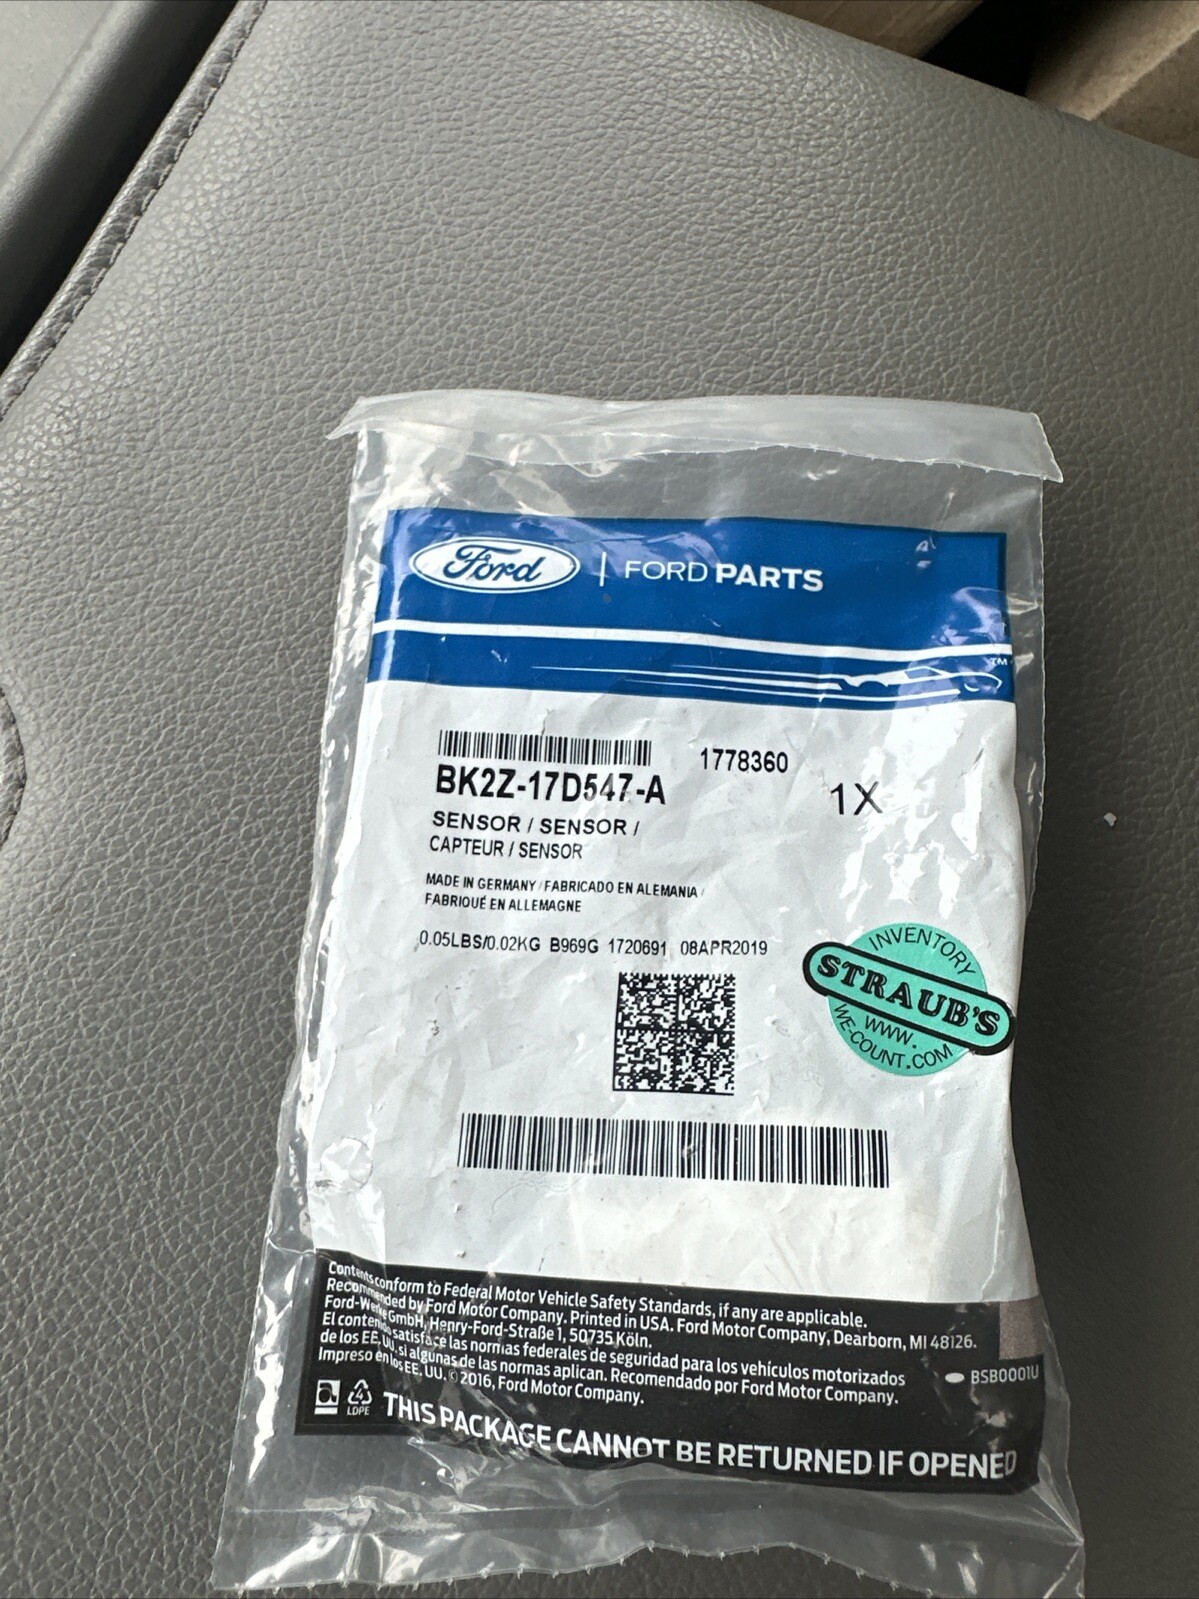 Ford | FORD PARTS
TM
1778360
BK2Z-17D547-A
1X
SENSOR / SENSOR /
CAPTEUR / SENSOR
MADE IN GERMANY / FABRICADO EN ALEMANIA /
FABRIQUÉ EN ALLEMAGNE
0.05LBS/0.02KG B969G 1720691 08APR2019
INVENTORY
STRAUB'S
WWW.
WE-COUNT.COM
Contents conform to Federal Motor Vehicle Safety Standards, if any are applicable.
Recommended by Ford Motor Company. Printed in USA. Ford Motor Company, Dearborn, MI 48126.
Ford-Werke GmbH, Henry-Ford-Straße 1, 50735 Köln.
El contenido satisface las normas federales de seguridad para los vehículos motorizados
de los EE. UU. si algunas de las normas aplican. Recomendado por Ford Motor Company.
Impreso en los EE. UU. © 2016, Ford Motor Company.
BSB0001U
4
LDPE
THIS PACKAGE CANNOT BE RETURNED IF OPENED